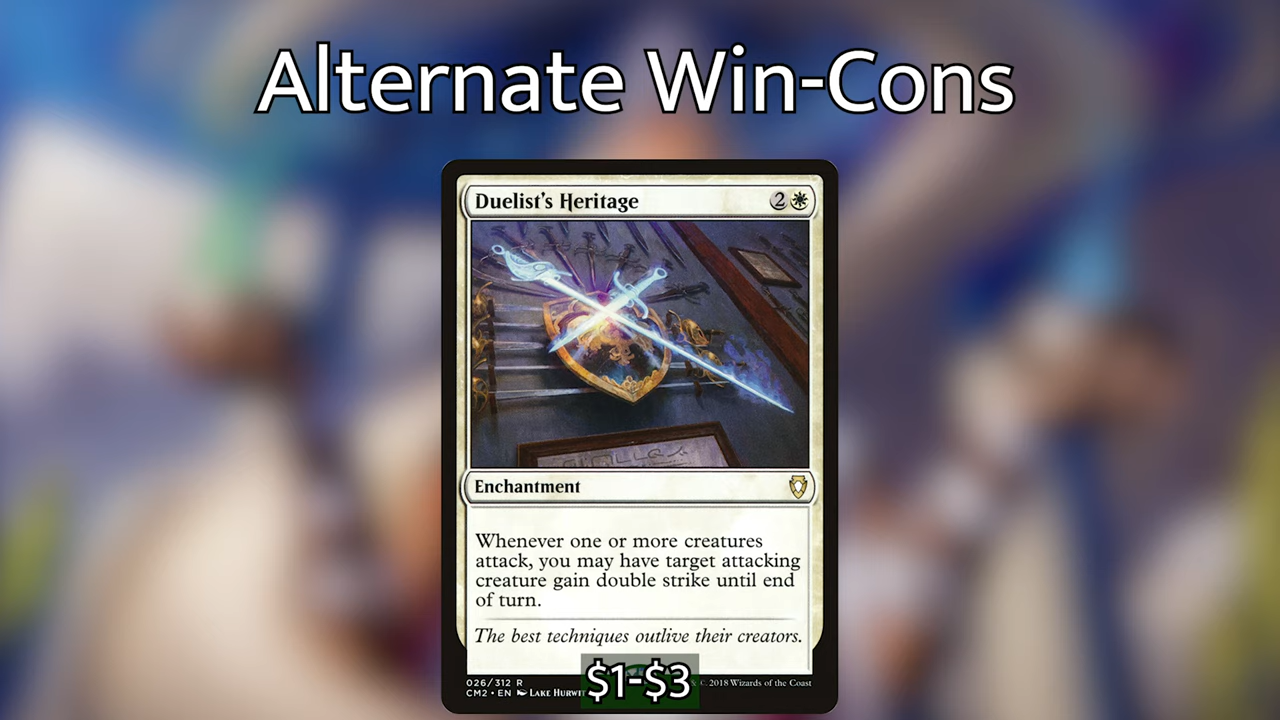 Alternate Win-Cons
Duelist's Heritage 2
Enchantment
Whenever one or more creatures
attack, you may have target attacking
creature gain double strike until end
of turn.
The best techniques outlive their creators.
$1-$3
026/312 R
CM2 • EN Lake Hurwit & © 2018 Wizards of the Coast